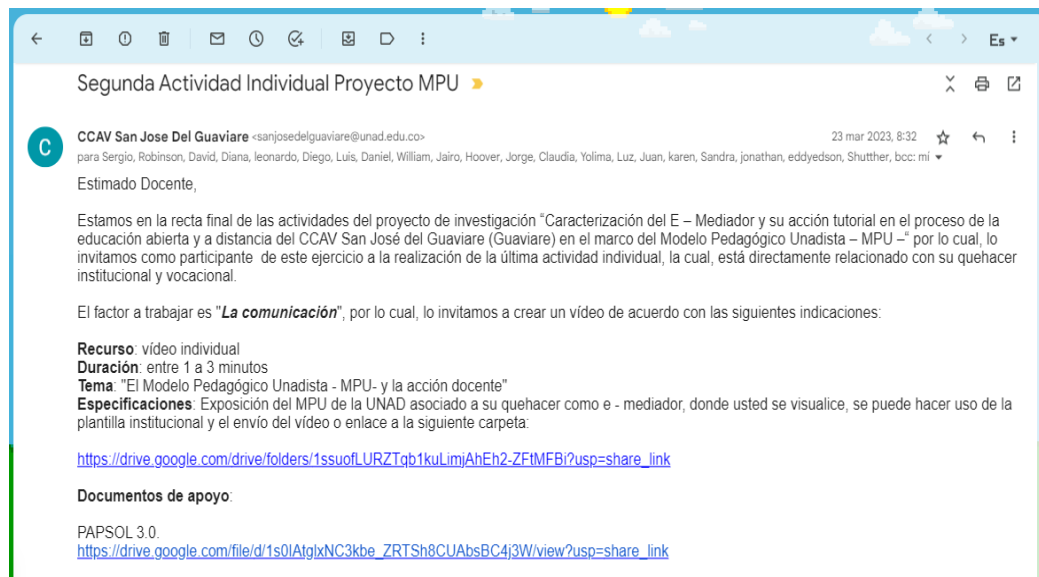 Es
Segunda Actividad Individual Proyecto MPU
C
CCAV San Jose Del Guaviare <sanjosedelguaviare@unad.edu.co>
23 mar 2023, 8:32
para Sergio, Robinson, David, Diana, leonardo, Diego, Luis, Daniel, William, Jairo, Hoover, Jorge, Claudia, Yolima, Luz, Juan, karen, Sandra, jonathan, eddyedson, Shutther, bcc: mí
Estimado Docente,
Estamos en la recta final de las actividades del proyecto de investigación “Caracterización del E – Mediador y su acción tutorial en el proceso de la
educación abierta y a distancia del CCAV San José del Guaviare (Guaviare) en el marco del Modelo Pedagógico Unadista – MPU –“ por lo cual, lo
invitamos como participante de este ejercicio a la realización de la última actividad individual, la cual, está directamente relacionado con su quehacer
institucional y vocacional.
El factor a trabajar es "La comunicación", por lo cual, lo invitamos a crear un vídeo de acuerdo con las siguientes indicaciones:
Recurso: vídeo individual
Duración: entre 1 a 3 minutos
Tema: "El Modelo Pedagógico Unadista - MPU- y la acción docente"
Especificaciones: Exposición del MPU de la UNAD asociado a su quehacer como e - mediador, donde usted se visualice, se puede hacer uso de la
plantilla institucional y el envío del vídeo o enlace a la siguiente carpeta:
https://drive.google.com/drive/folders/1ssuofLURZTqb1kuLimjAhEh2-ZFtMFBi?usp=share_link
Documentos de apoyo:
PAPSOL 3.0.
https://drive.google.com/file/d/1s0IAtglxNC3kbe_ZRTSh8CUAbsBC4j3W/view?usp=share_link